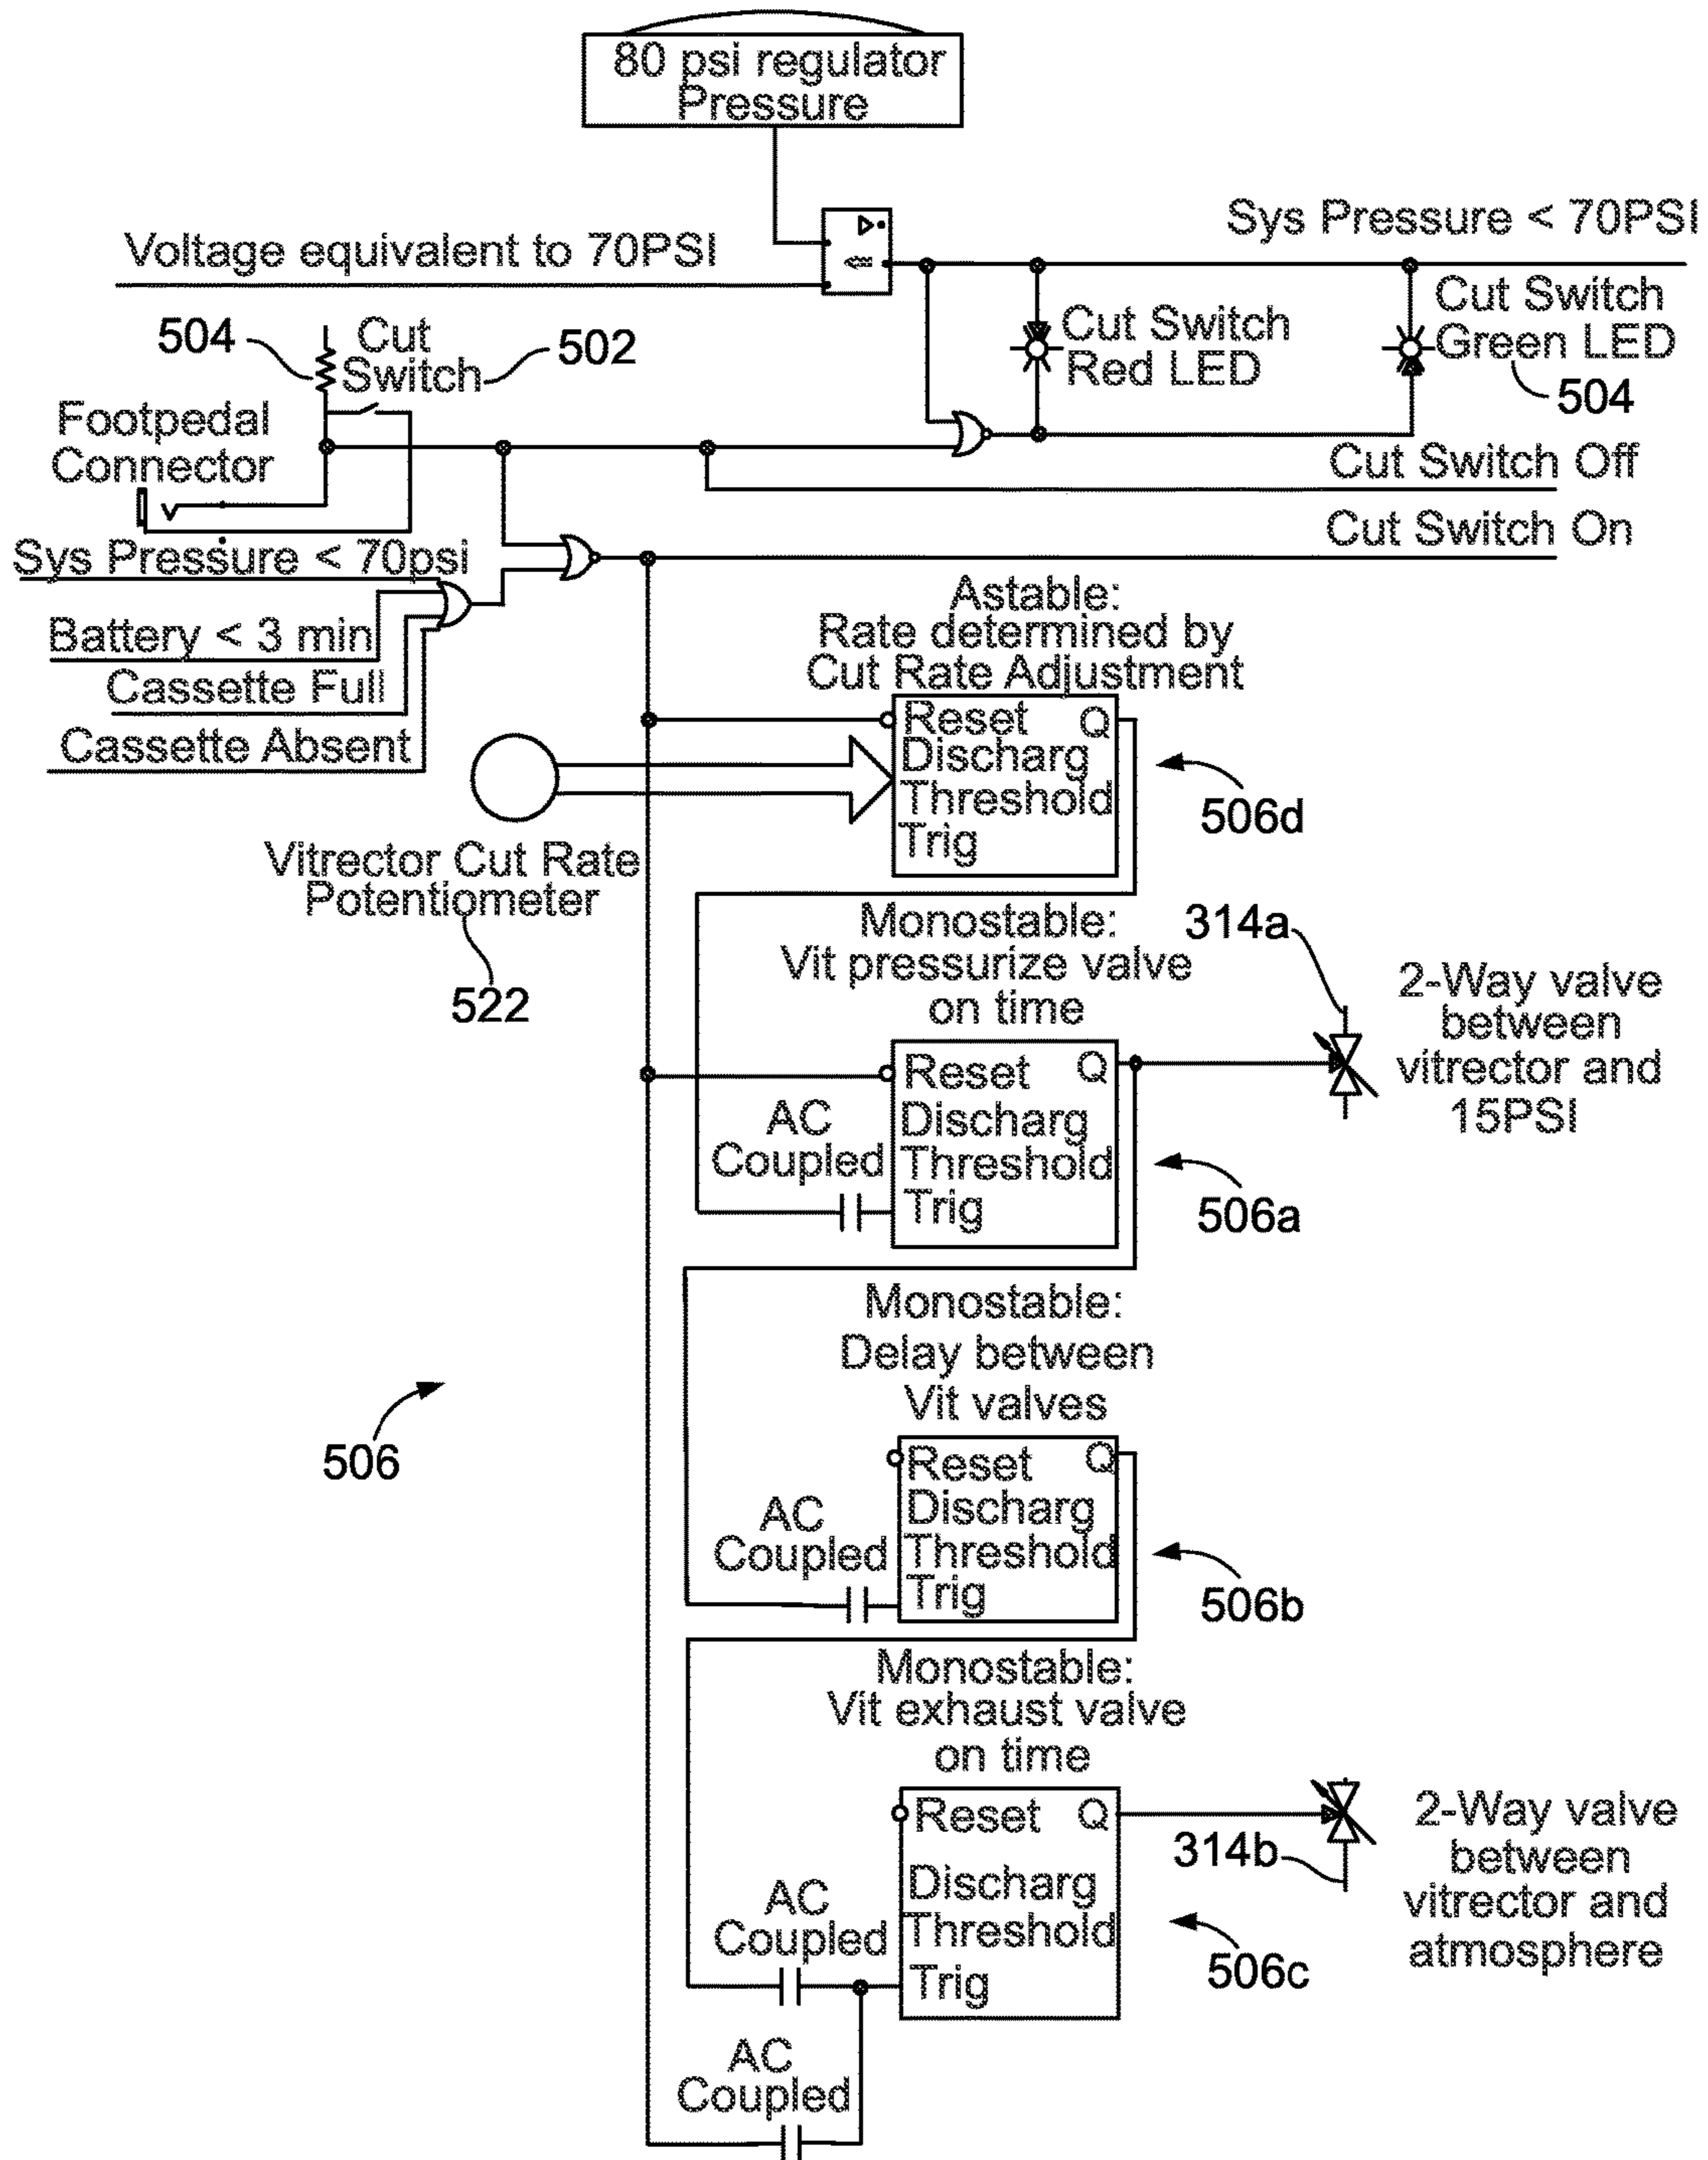 80 psi regulator
Pressure
Sys Pressure < 70PSI
Voltage equivalent to 70PSI
Cut Switch
Green LED
504
Cut Switch
Red LED
504
Cut
Switch
502
Footpedal
Connector
Cut Switch Off
Cut Switch On
Sys Pressure < 70psi
Battery < 3 min
Cassette Full
Cassette Absent
Astable:
Rate determined by
Cut Rate Adjustment
Reset Q
Discharg
Threshold
Trig
506d
Vitrector Cut Rate
Potentiometer
522
Monostable:
Vit pressurize valve
on time
314a
2-Way valve
between
vitrector and
15PSI
Reset Q
Discharg
Threshold
Trig
AC
Coupled
506a
Monostable:
Delay between
Vit valves
506
Reset Q
Discharg
Threshold
Trig
AC
Coupled
506b
Monostable:
Vit exhaust valve
on time
Reset Q
Discharg
Threshold
Trig
314b
2-Way valve
between
vitrector and
atmosphere
AC
Coupled
506c
AC
Coupled